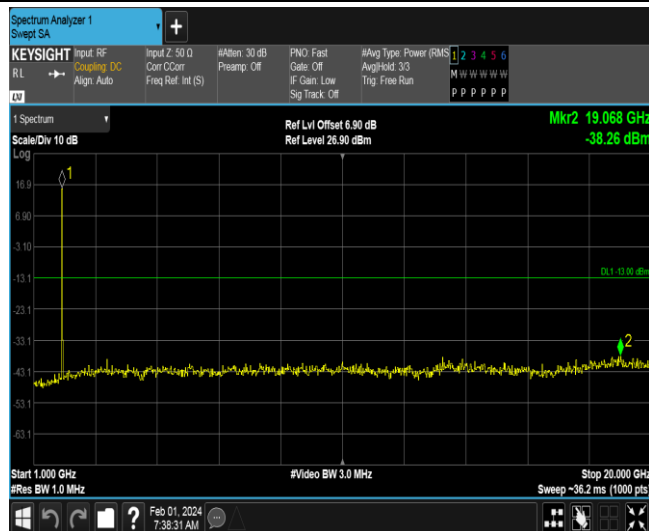 Spectrum Analyzer 1
Swept SA
+
KEYSIGHT
RL
Input: RF
Coupling: DC
Align: Auto
Input Z: 50 Ω
Corr CCorr
Freq Ref: Int (S)
#Atten: 30 dB
Preamp: Off
PNO: Fast
Gate: Off
IF Gain: Low
Sig Track: Off
#Avg Type: Power (RMS
Avg|Hold: 3/3
Trig: Free Run
1 2 3 4 5 6
M W W W W W
P P P P P P
1 Spectrum
Scale/Div 10 dB
Log
Ref Lvl Offset 6.90 dB
Ref Level 26.90 dBm
Mkr2 19.068 GHz
-38.26 dBm
1
16.9
6.90
-3.10
-13.1
DL1 -13.00 dBm
-23.1
-33.1
2
-43.1
-53.1
-63.1
Start 1.000 GHz
#Res BW 1.0 MHz
#Video BW 3.0 MHz
Stop 20.000 GHz
Sweep ~36.2 ms (1000 pts)
?
Feb 01, 2024
7:38:31 AM